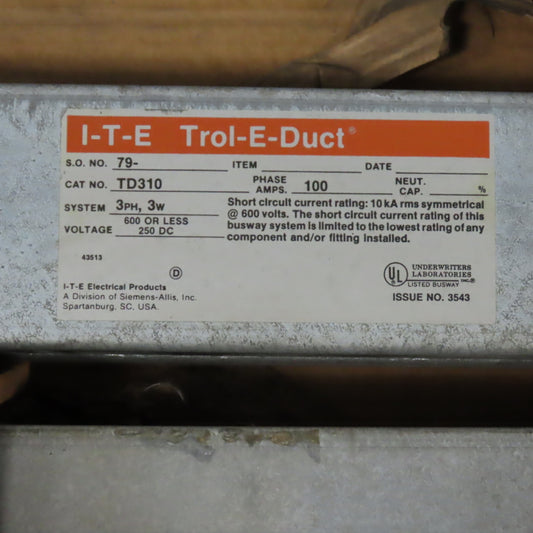 I-T-E Trol-E-Duct®
S.O. NO. 79- ITEM DATE
CAT NO. TD310 PHASE AMPS. 100 NEUT. CAP. %
SYSTEM 3PH, 3W
VOLTAGE 600 OR LESS 250 DC
Short circuit current rating: 10 kA rms symmetrical
@ 600 volts. The short circuit current rating of this
busway system is limited to the lowest rating of any
component and/or fitting installed.
43513
D
I-T-E Electrical Products
A Division of Siemens-Allis, Inc.
Spartanburg, SC, USA.
UL UNDERWRITERS
LABORATORIES INC.®
LISTED BUSWAY
ISSUE NO. 3543